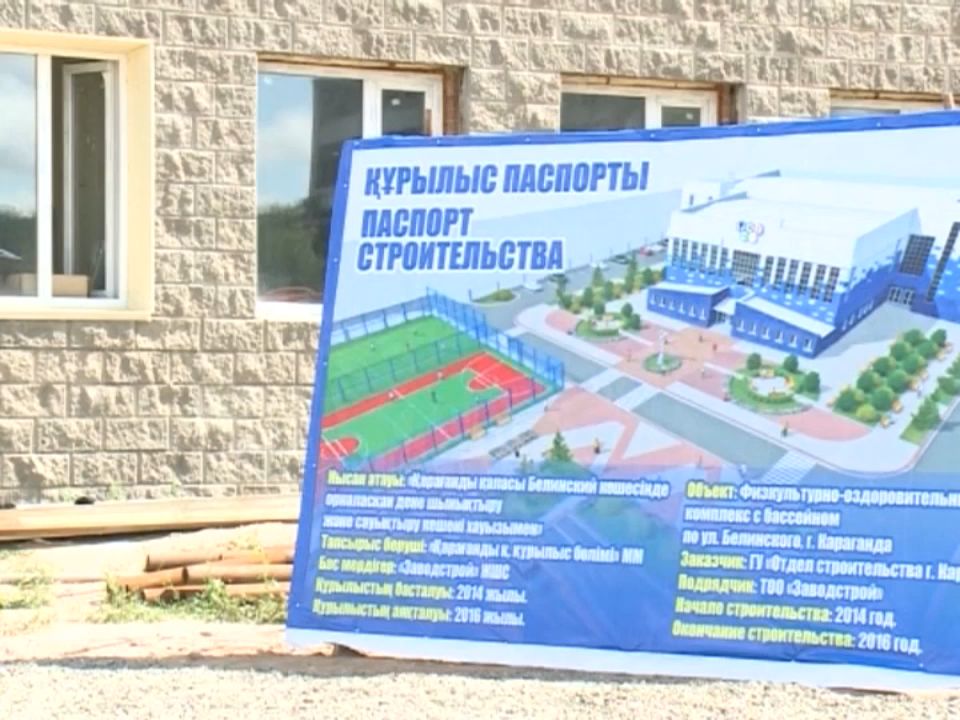 ҚҰРЫЛЫС ПАСПОРТЫ
ПАСПОРТ
СТРОИТЕЛЬСТВА
Нысан атауы: «Қарағанды қаласы Белинский көшесінде
орналасқан дене шынықтыру
және сауықтыру кешені хауызымен»
Тапсырыс беруші: «Қарағанды қ. құрылыс бөлімі» ММ
Бас мердігер: «Заводстрой» ЖШС
Құрылыстың басталуы: 2014 жылы.
Құрылыстың аяқталуы: 2016 жылы.
Объект: Физкультурно-оздоровительны
комплекс с бассейном
по ул. Белинского, г. Караганда
Заказчик: ГУ «Отдел строительства г. Кар
Подрядчик: ТОО «Заводстрой»
Начало строительства: 2014 год.
Окончание строительства: 2016 год.